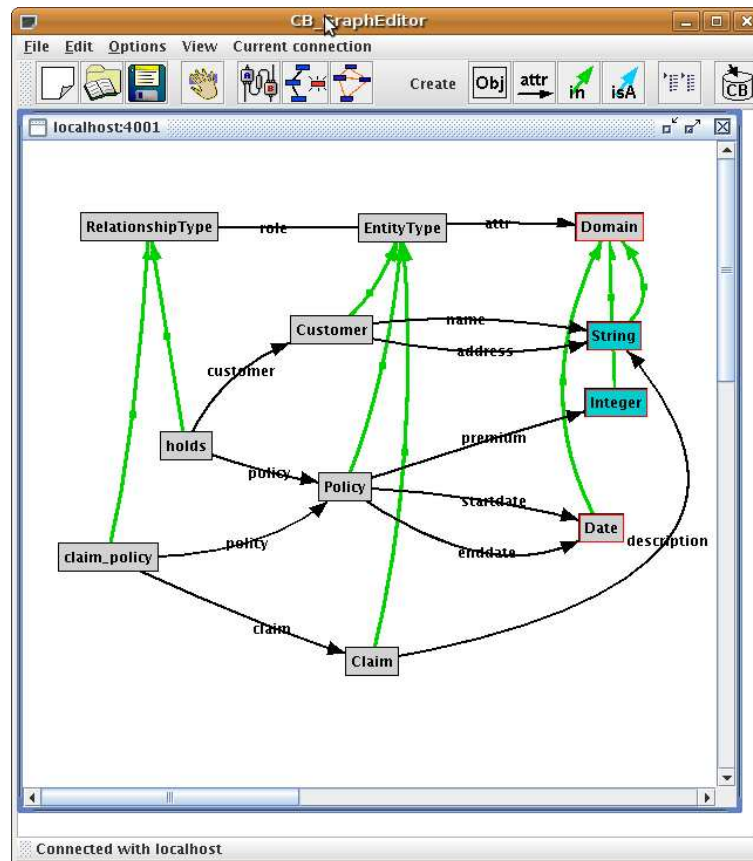 CB_GraphEditor
File Edit Options View Current connection
Create Obj attr in isA CB
localhost:4001
RelationshipType role EntityType attr Domain
Customer name String
address
customer
Integer
holds premium
policy Policy startdate
Date
claim_policy policy enddate description
claim
Claim
Connected with localhost